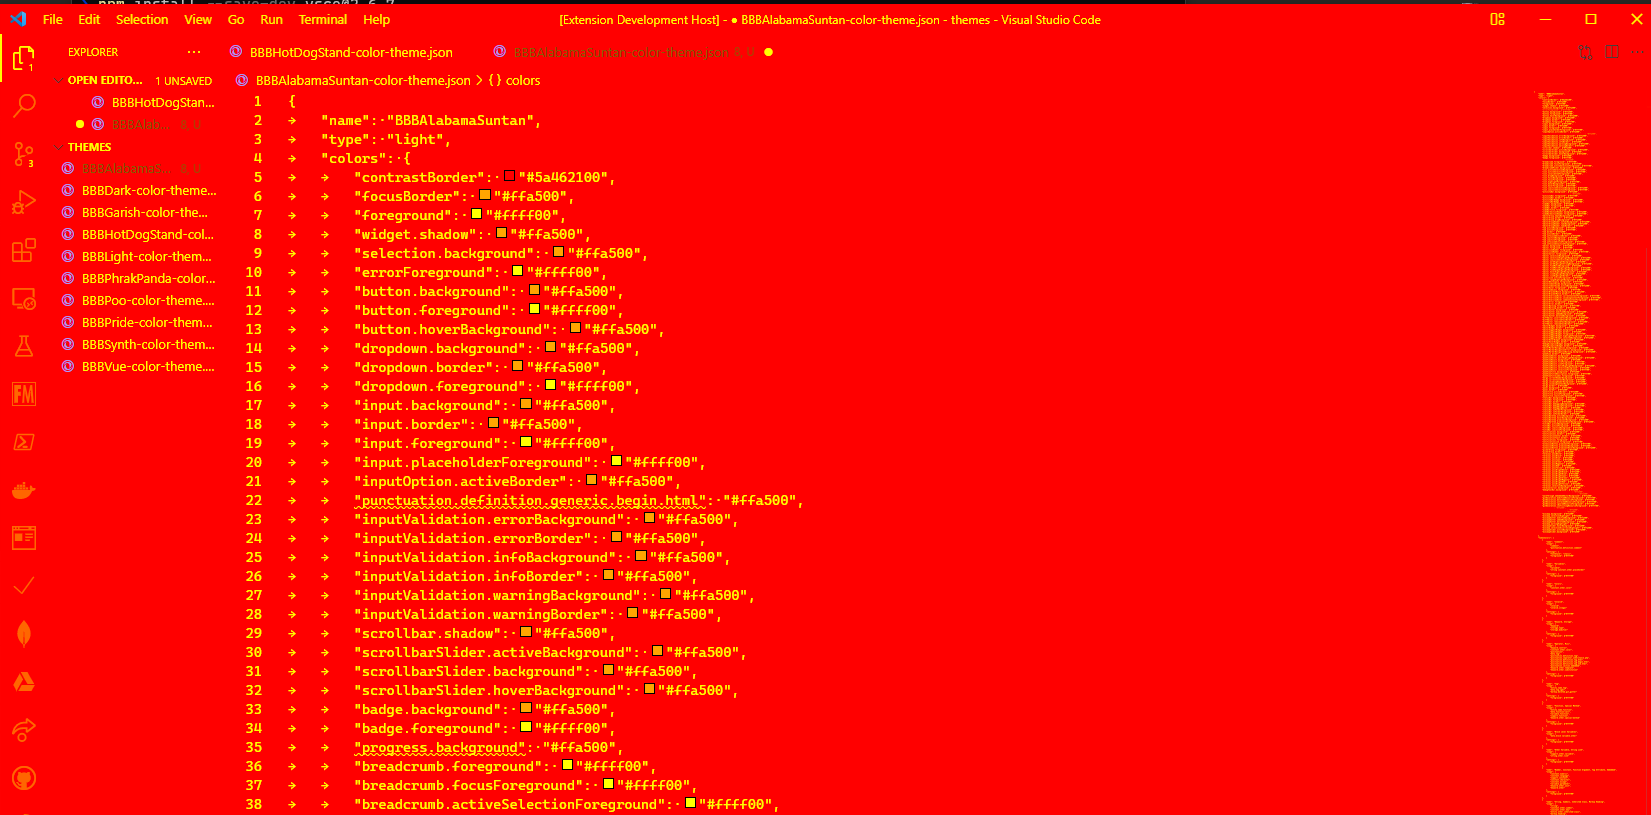 npm install --save-dev vsce@2.6.7
File Edit Selection View Go Run Terminal Help
[Extension Development Host] - ● BBBAlabamaSuntan-color-theme.json - themes - Visual Studio Code
EXPLORER ···
BBBHotDogStand-color-theme.json
BBBAlabamaSuntan-color-theme.json 8, U
OPEN EDITO... 1 UNSAVED
BBBHotDogStan...
BBBAlab... 8, U
THEMES
BBBAlabamaS... 8, U
BBBDark-color-theme...
BBBGarish-color-the...
BBBHotDogStand-col...
BBBLight-color-them...
BBBPhrakPanda-color...
BBBPoo-color-theme....
BBBPride-color-them...
BBBSynth-color-them...
BBBVue-color-theme....
1
3
FM
BBBAlabamaSuntan-color-theme.json > {} colors
1 {
2 "name": "BBBAlabamaSuntan",
3 "type": "light",
4 "colors": {
5 "contrastBorder": "#5a462100",
6 "focusBorder": "#ffa500",
7 "foreground": "#ffff00",
8 "widget.shadow": "#ffa500",
9 "selection.background": "#ffa500",
10 "errorForeground": "#ffff00",
11 "button.background": "#ffa500",
12 "button.foreground": "#ffff00",
13 "button.hoverBackground": "#ffa500",
14 "dropdown.background": "#ffa500",
15 "dropdown.border": "#ffa500",
16 "dropdown.foreground": "#ffff00",
17 "input.background": "#ffa500",
18 "input.border": "#ffa500",
19 "input.foreground": "#ffff00",
20 "input.placeholderForeground": "#ffff00",
21 "inputOption.activeBorder": "#ffa500",
22 "punctuation.definition.generic.begin.html": "#ffa500",
23 "inputValidation.errorBackground": "#ffa500",
24 "inputValidation.errorBorder": "#ffa500",
25 "inputValidation.infoBackground": "#ffa500",
26 "inputValidation.infoBorder": "#ffa500",
27 "inputValidation.warningBackground": "#ffa500",
28 "inputValidation.warningBorder": "#ffa500",
29 "scrollbar.shadow": "#ffa500",
30 "scrollbarSlider.activeBackground": "#ffa500",
31 "scrollbarSlider.background": "#ffa500",
32 "scrollbarSlider.hoverBackground": "#ffa500",
33 "badge.background": "#ffa500",
34 "badge.foreground": "#ffff00",
35 "progress.background": "#ffa500",
36 "breadcrumb.foreground": "#ffff00",
37 "breadcrumb.focusForeground": "#ffff00",
38 "breadcrumb.activeSelectionForeground": "#ffff00",